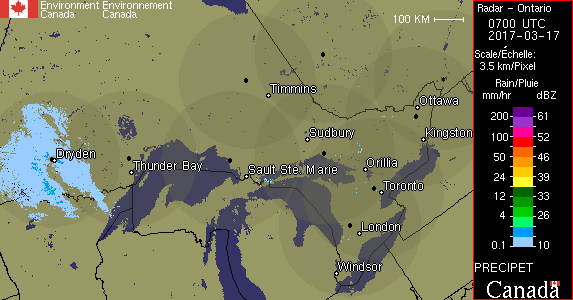 Environment Environnement
Canada Canada
100 KM
Timmins
Ottawa
Sudbury
Kingston
Dryden
Thunder Bay
Sault Ste. Marie
Orillia
Toronto
London
Windsor
Radar - Ontario
0700 UTC
2017-03-17
Scale/Échelle:
3.5 km/Pixel
Rain/Pluie
mm/hr dBZ
200 61
100 52
50 46
24 39
12 33
4 26
0.1 10
PRECIPET
Canada